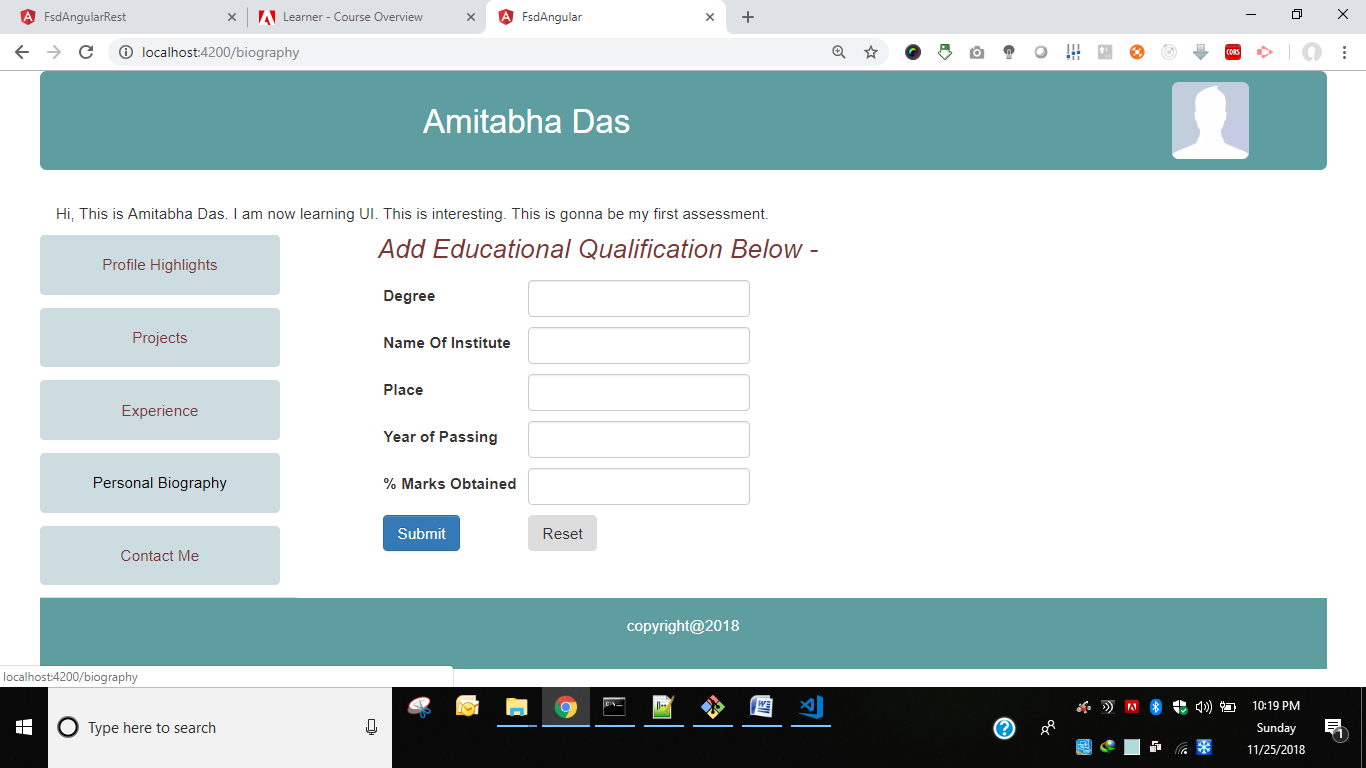 FsdAngularRest
Learner - Course Overview
FsdAngular
localhost:4200/biography
CORS
Amitabha Das
Hi, This is Amitabha Das. I am now learning UI. This is interesting. This is gonna be my first assessment.
Profile Highlights
Projects
Experience
Personal Biography
Contact Me
Add Educational Qualification Below -
Degree
Name Of Institute
Place
Year of Passing
% Marks Obtained
Submit
Reset
copyright@2018
localhost:4200/biography
Type here to search
10:19 PM
Sunday
11/25/2018
1